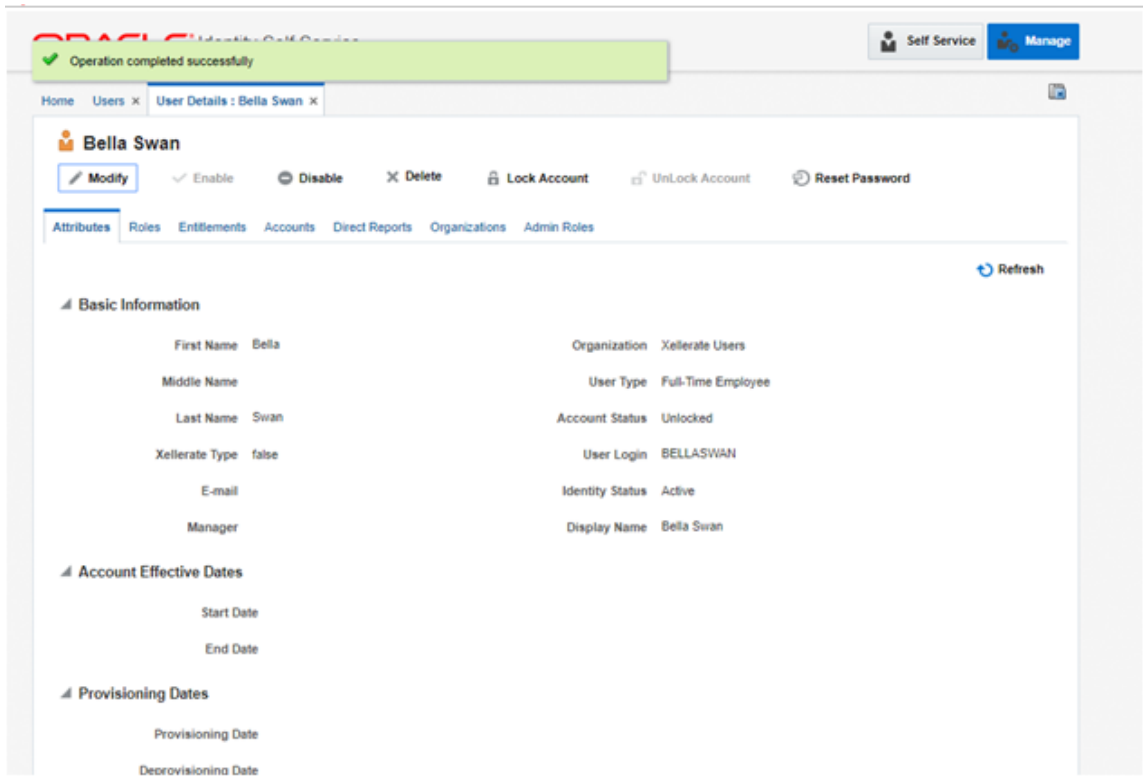 Operation completed successfully
Self Service Manage
Home Users × User Details : Bella Swan ×
Bella Swan
Modify Enable Disable Delete Lock Account UnLock Account Reset Password
Attributes Roles Entitlements Accounts Direct Reports Organizations Admin Roles
Refresh
Basic Information
First Name Bella Organization Xellerate Users
Middle Name User Type Full-Time Employee
Last Name Swan Account Status Unlocked
Xellerate Type false User Login BELLASWAN
E-mail Identity Status Active
Manager Display Name Bella Swan
Account Effective Dates
Start Date
End Date
Provisioning Dates
Provisioning Date
Deprovisioning Date